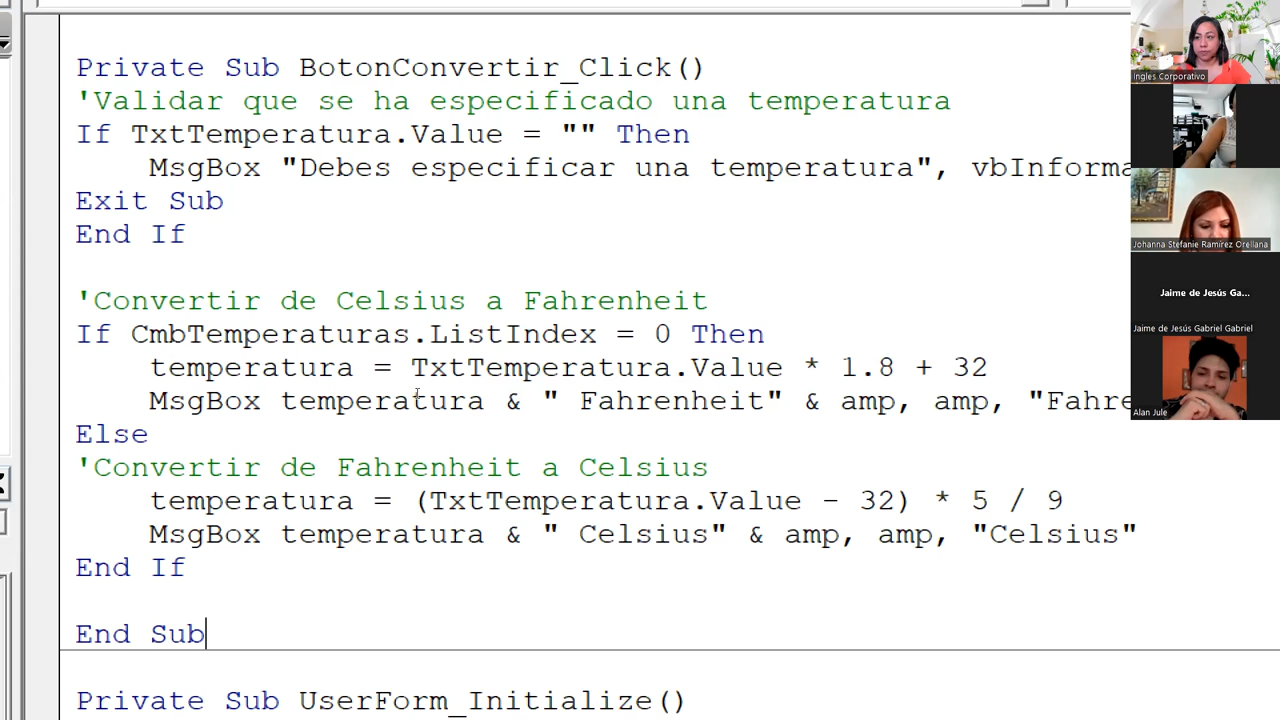 Private Sub BotonConvertir_Click()
'Validar que se ha especificado una temperatura
If TxtTemperatura.Value = "" Then
MsgBox "Debes especificar una temperatura", vbInforma
Exit Sub
End If
'Convertir de Celsius a Fahrenheit
If CmbTemperaturas.ListIndex = 0 Then
temperatura = TxtTemperatura.Value * 1.8 + 32
MsgBox temperatura & " Fahrenheit" & amp, amp, "Fahre
Else
'Convertir de Fahrenheit a Celsius
temperatura = (TxtTemperatura.Value - 32) * 5 / 9
MsgBox temperatura & " Celsius" & amp, amp, "Celsius"
End If
End Sub
Private Sub UserForm_Initialize()
Ingles Corporativo
Johanna Stefanie Ramírez Orellana
Jaime de Jesús Ga...
Jaime de Jesús Gabriel Gabriel
Alan Jule